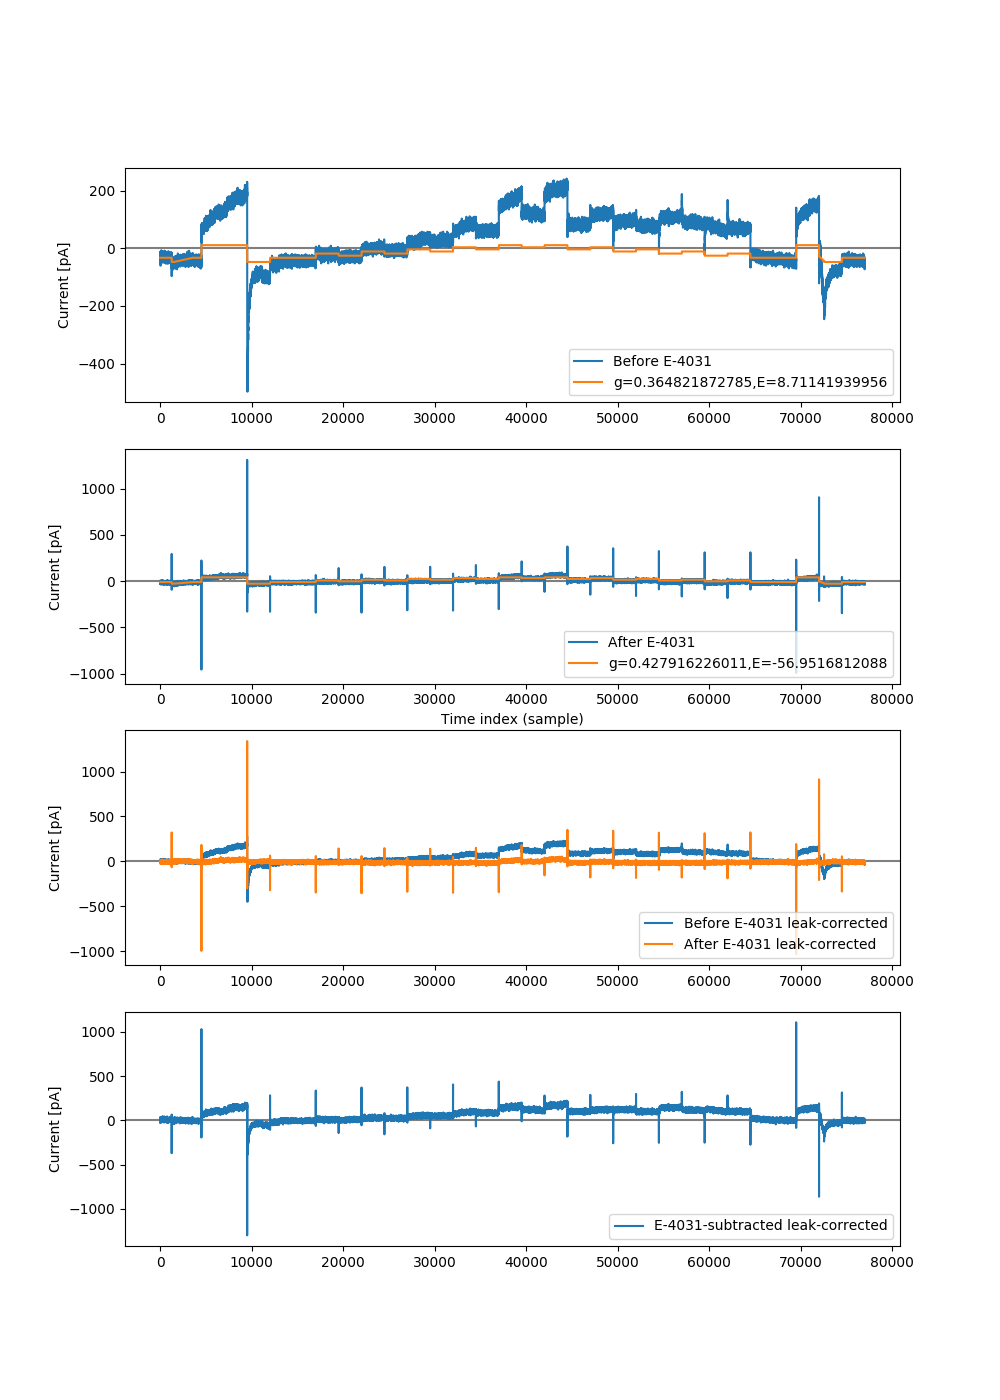 200
0
−200
−400
Current [pA]
Before E-4031
g=0.364821872785,E=8.71141939956
0 10000 20000 30000 40000 50000 60000 70000 80000
1000
500
0
−500
−1000
Current [pA]
After E-4031
g=0.427916226011,E=-56.9516812088
0 10000 20000 30000 40000 50000 60000 70000 80000
Time index (sample)
1000
500
0
−500
−1000
Current [pA]
Before E-4031 leak-corrected
After E-4031 leak-corrected
0 10000 20000 30000 40000 50000 60000 70000 80000
1000
500
0
−500
−1000
Current [pA]
E-4031-subtracted leak-corrected
0 10000 20000 30000 40000 50000 60000 70000 80000